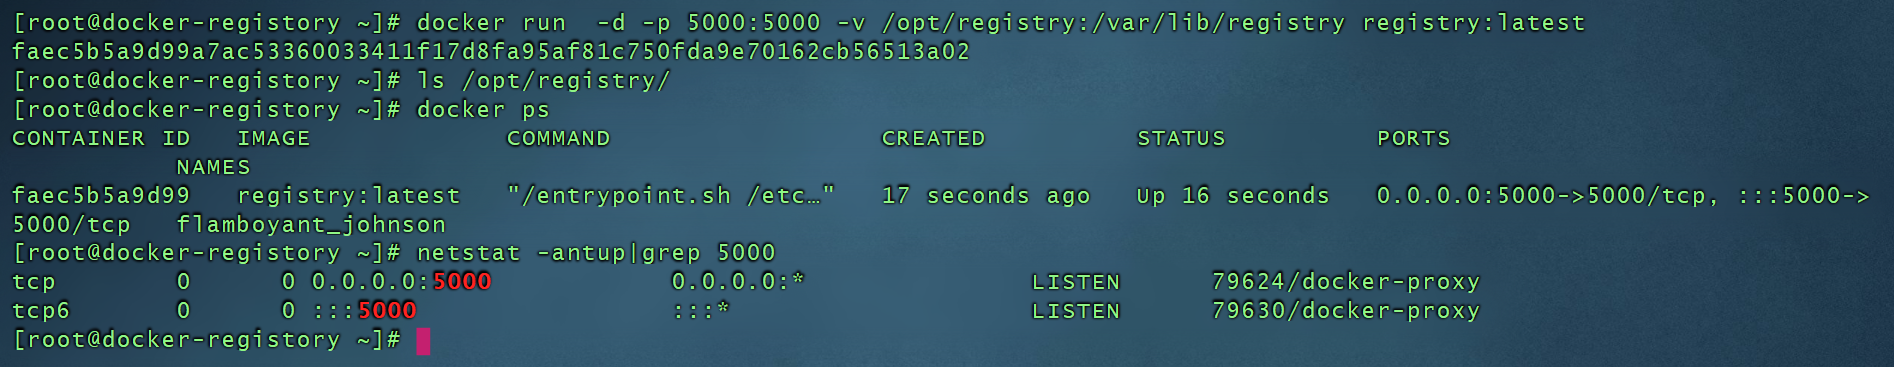 [root@docker-registory ~]# docker run  -d -p 5000:5000 -v /opt/registry:/var/lib/registry registry:latest
faec5b5a9d99a7ac53360033411f17d8fa95af81c750fda9e70162cb56513a02
[root@docker-registory ~]# ls /opt/registry/
[root@docker-registory ~]# docker ps
CONTAINER ID   IMAGE             COMMAND                  CREATED          STATUS          PORTS
           NAMES
faec5b5a9d99   registry:latest   "/entrypoint.sh /etc…"   17 seconds ago   Up 16 seconds   0.0.0.0:5000->5000/tcp, :::5000->
5000/tcp   flamboyant_johnson
[root@docker-registory ~]# netstat -antup|grep 5000
tcp        0      0 0.0.0.0:5000            0.0.0.0:*               LISTEN      79624/docker-proxy
tcp6       0      0 :::5000                 :::*                    LISTEN      79630/docker-proxy
[root@docker-registory ~]#